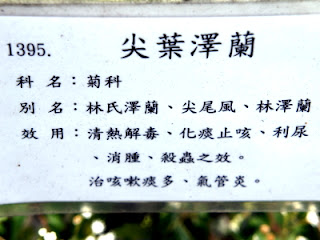 1395. 尖葉澤蘭
科 名：菊科
別 名：林氏澤蘭、尖尾風、林澤蘭
效 用：清熱解毒、化痰止咳、利尿
、消腫、殺蟲之效。
治咳嗽痰多、氣管炎。